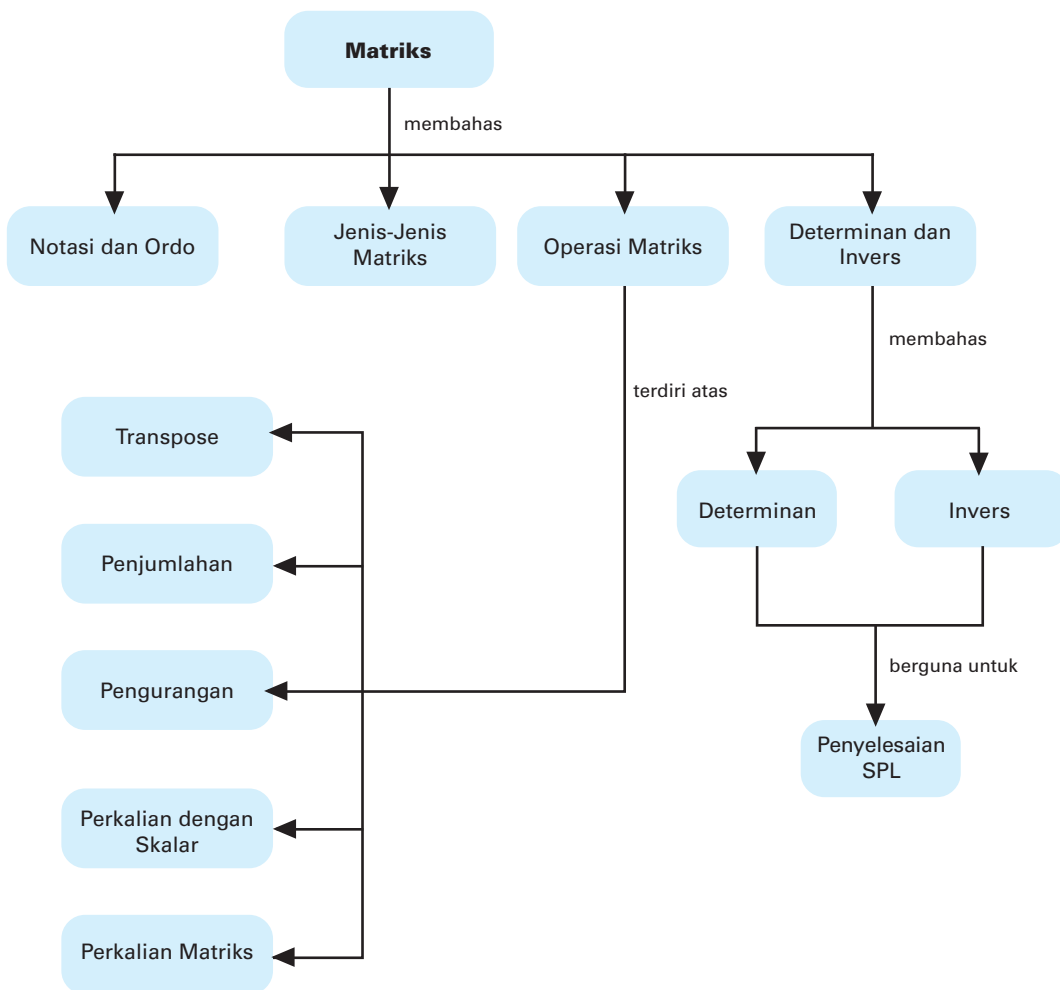 Matriks
membahas
Notasi dan Ordo
Jenis-Jenis
Matriks
Operasi Matriks
Determinan dan
Invers
membahas
terdiri atas
Transpose
Penjumlahan
Pengurangan
Perkalian dengan
Skalar
Perkalian Matriks
Determinan
Invers
berguna untuk
Penyelesaian
SPL